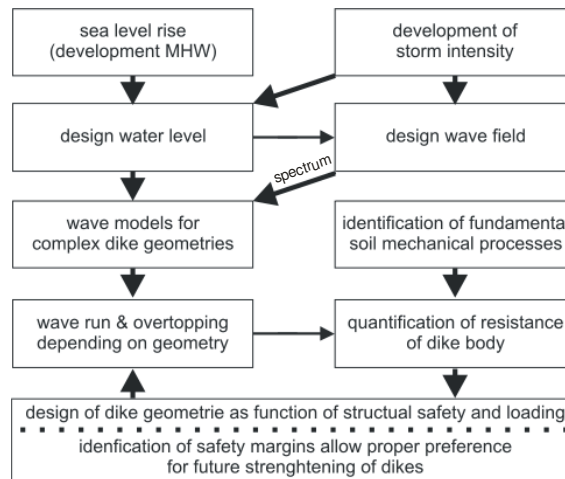 sea level rise
(development MHW)
development of
storm intensity
design water level
design wave field
spectrum
wave models for
complex dike geometries
identification of fundamenta
soil mechanical processes
wave run & overtopping
depending on geometry
quantification of resistance
of dike body
design of dike geometrie as function of structual safety and loading
idenfication of safety margins allow proper preference
for future strenghtening of dikes